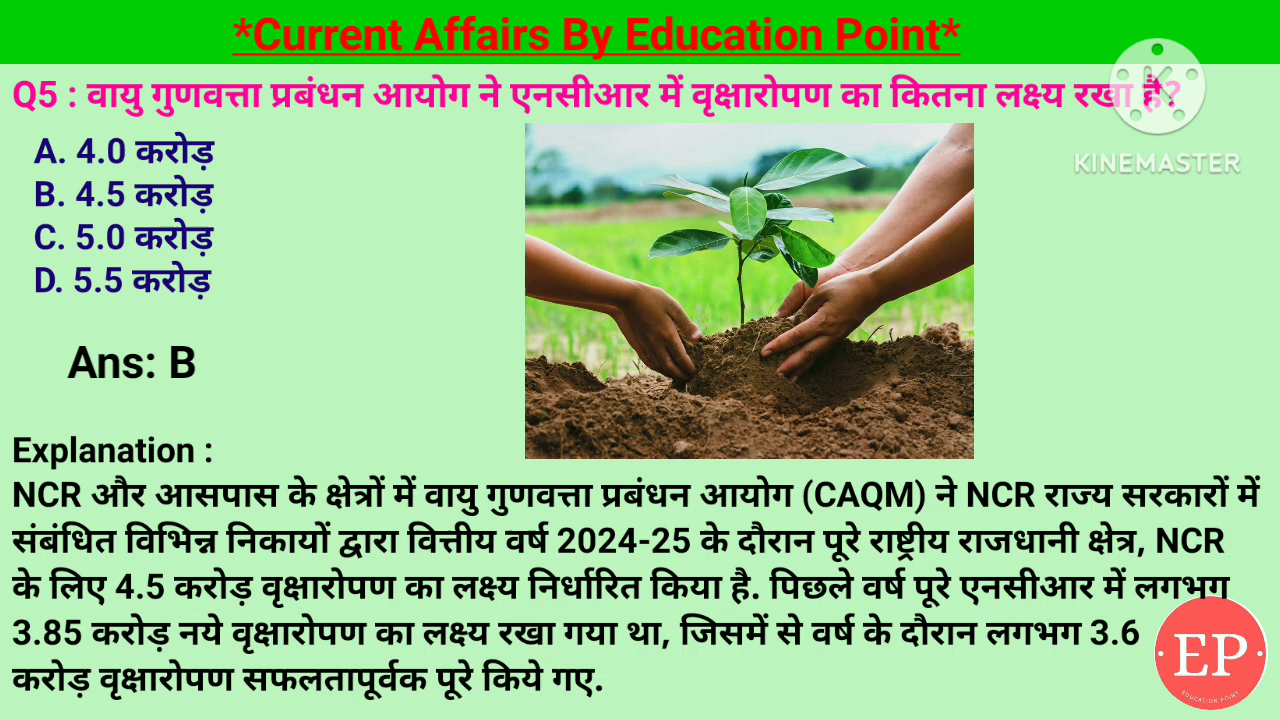 *Current Affairs By Education Point*
Q5 : वायु गुणवत्ता प्रबंधन आयोग ने एनसीआर में वृक्षारोपण का कितना लक्ष्य रखा है?
KINEMASTER
A. 4.0 करोड़
B. 4.5 करोड़
C. 5.0 करोड़
D. 5.5 करोड़
Ans: B
Explanation :
NCR और आसपास के क्षेत्रों में वायु गुणवत्ता प्रबंधन आयोग (CAQM) ने NCR राज्य सरकारों में
संबंधित विभिन्न निकायों द्वारा वित्तीय वर्ष 2024-25 के दौरान पूरे राष्ट्रीय राजधानी क्षेत्र, NCR
के लिए 4.5 करोड़ वृक्षारोपण का लक्ष्य निर्धारित किया है. पिछले वर्ष पूरे एनसीआर में लगभग
3.85 करोड़ नये वृक्षारोपण का लक्ष्य रखा गया था, जिसमें से वर्ष के दौरान लगभग 3.6
करोड़ वृक्षारोपण सफलतापूर्वक पूरे किये गए.
EP
EDUCATION POINT